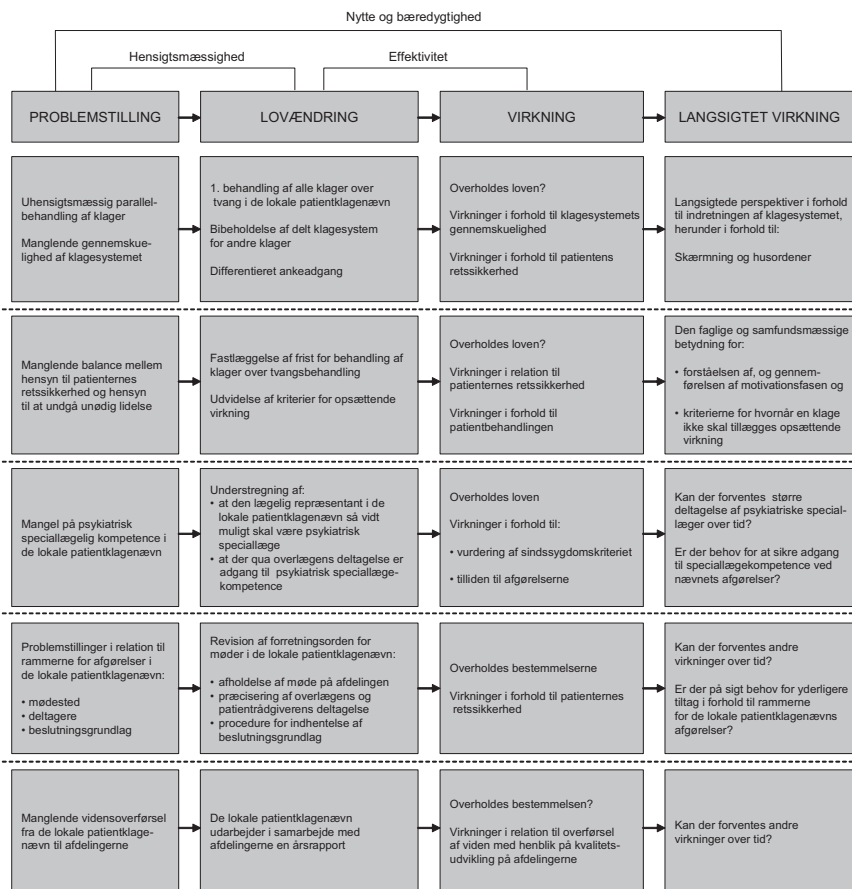 Nytte og bæredygtighed
Hensigtsmæssighed
Effektivitet
PROBLEMSTILLING
LOVÆNDRING
VIRKNING
LANGSIGTET VIRKNING
Uhensigtsmæssig parallel-
behandling af klager
Manglende gennemskue-
lighed af klagesystemet
1. behandling af alle klager over
tvang i de lokale patientklagenævn
Bibeholdelse af delt klagesystem
for andre klager
Differentieret ankeadgang
Overholdes loven?
Virkninger i forhold til klagesystemets
gennemskuelighed
Virkninger i forhold til patientens
retssikkerhed
Langsigtede perspektiver i forhold
til indretningen af klagesystemet,
herunder i forhold til:
Skærmning og husordener
Manglende balance mellem
hensyn til patienternes
retssikkerhed og hensyn
til at undgå unødig lidelse
Fastlæggelse af frist for behandling af
klager over tvangsbehandling
Udvidelse af kriterier for opsættende
virkning
Overholdes loven?
Virkninger i relation til
patienternes retssikkerhed
Virkninger i forhold til
patientbehandlingen
Den faglige og samfundsmæssige
betydning for:
• forståelsen af, og gennem-
førelsen af motivationsfasen og
• kriterierne for hvornår en klage
ikke skal tillægges opsættende
virkning
Mangel på psykiatrisk
speciallægelig kompetence i
de lokale patientklagenævn
Understregning af:
• at den lægelig repræsentant i de
lokale patientklagenævn så vidt
muligt skal være psykiatrisk
speciallæge
• at der qua overlægens deltagelse er
adgang til psykiatrisk speciallæge-
kompetence
Overholdes loven
Virkninger i forhold til:
• vurdering af sindssygdomskriteriet
• tilliden til afgørelserne
Kan der forventes større
deltagelse af psykiatriske special-
læger over tid?
Er der behov for at sikre adgang
til speciallægekompetence ved
nævnets afgørelser?
Problemstillinger i relation til
rammerne for afgørelser i
de lokale patientklagenævn:
• mødested
• deltagere
• beslutningsgrundlag
Revision af forretningsorden for
møder i de lokale patientklagenævn:
• afholdelse af møde på afdelingen
• præcisering af overlægens og
patientrådgiverens deltagelse
• procedure for indhentelse af
beslutningsgrundlag
Overholdes bestemmelserne
Virkninger i forhold til patienternes
retssikkerhed
Kan der forventes andre
virkninger over tid?
Er der på sigt behov for yderligere
tiltag i forhold til rammerne
for de lokale patientklagenævns
afgørelser?
Manglende vidensoverførsel
fra de lokale patientklage-
nævn til afdelingerne
De lokale patientklagenævn
udarbejder i samarbejde med
afdelingerne en årsrapport
Overholdes bestemmelsen?
Virkninger i relation til overførsel
af viden med henblik på kvalitets-
udvikling på afdelingerne
Kan der forventes andre
virkninger over tid?